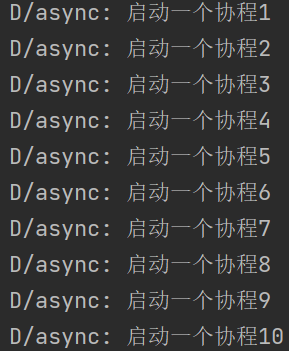 D/async: 启动一个协程1
D/async: 启动一个协程2
D/async: 启动一个协程3
D/async: 启动一个协程4
D/async: 启动一个协程5
D/async: 启动一个协程6
D/async: 启动一个协程7
D/async: 启动一个协程8
D/async: 启动一个协程9
D/async: 启动一个协程10